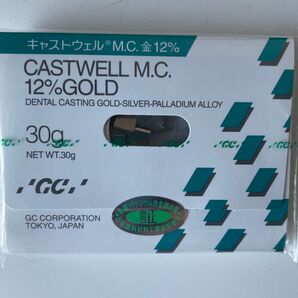 キャストウェル® M.C. 金12%
CASTWELL M.C.
12%GOLD
DENTAL CASTING GOLD-SILVER-PALLADIUM ALLOY
30g
NET WT.30g
GC
証
GC CORPORATION
TOKYO, JAPAN